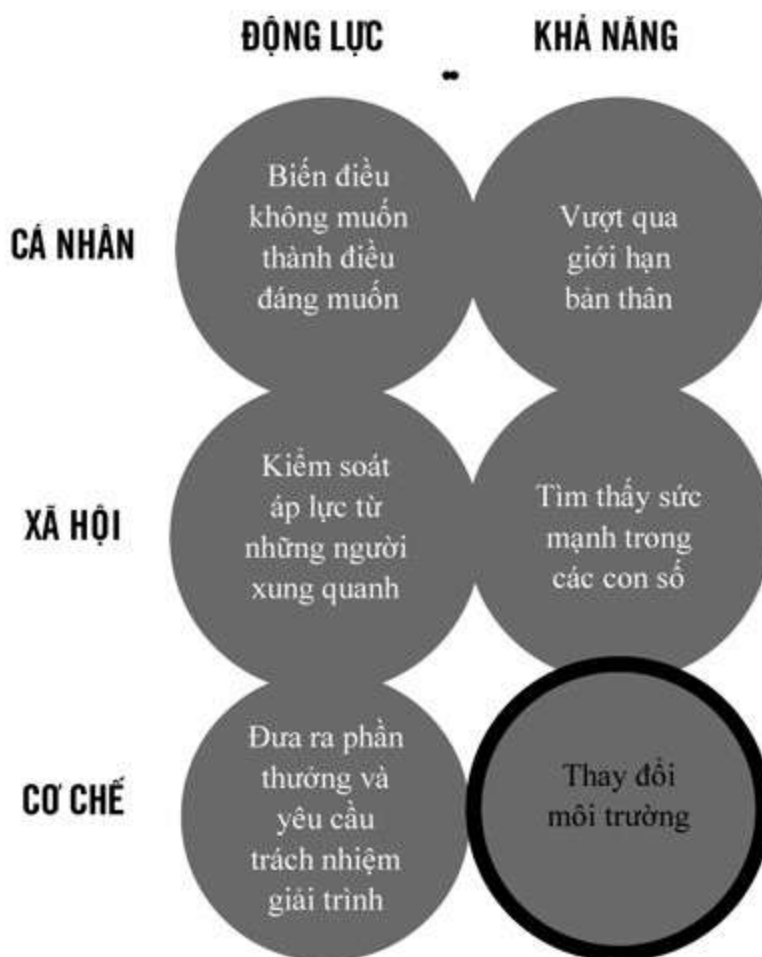 ĐỘNG LỰC
KHẢ NĂNG
CÁ NHÂN
Biến điều
không muốn
thành điều
đáng muốn
Vượt qua
giới hạn
bản thân
XÃ HỘI
Kiểm soát
áp lực từ
những người
xung quanh
Tìm thấy sức
mạnh trong
các con số
CƠ CHẾ
Đưa ra phần
thưởng và
yêu cầu
trách nhiệm
giải trình
Thay đổi
môi trường